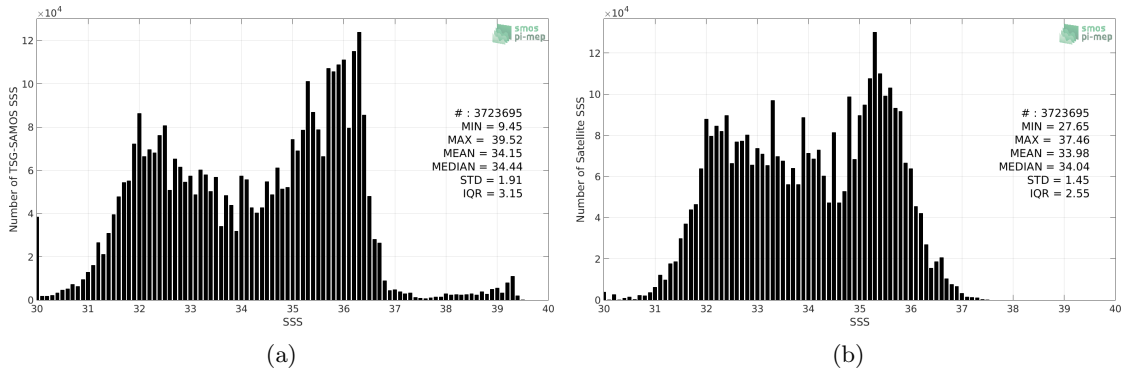 ×10⁴
smos
pi-mep
12
10
8
6
4
2
0
Number of TSG-SAMOS SSS
# : 3723695
MIN = 9.45
MAX = 39.52
MEAN = 34.15
MEDIAN = 34.44
STD = 1.91
IQR = 3.15
30 31 32 33 34 35 36 37 38 39 40
SSS
(a)
×10⁴
smos
pi-mep
12
10
8
6
4
2
0
Number of Satellite SSS
# : 3723695
MIN = 27.65
MAX = 37.46
MEAN = 33.98
MEDIAN = 34.04
STD = 1.45
IQR = 2.55
30 31 32 33 34 35 36 37 38 39 40
SSS
(b)